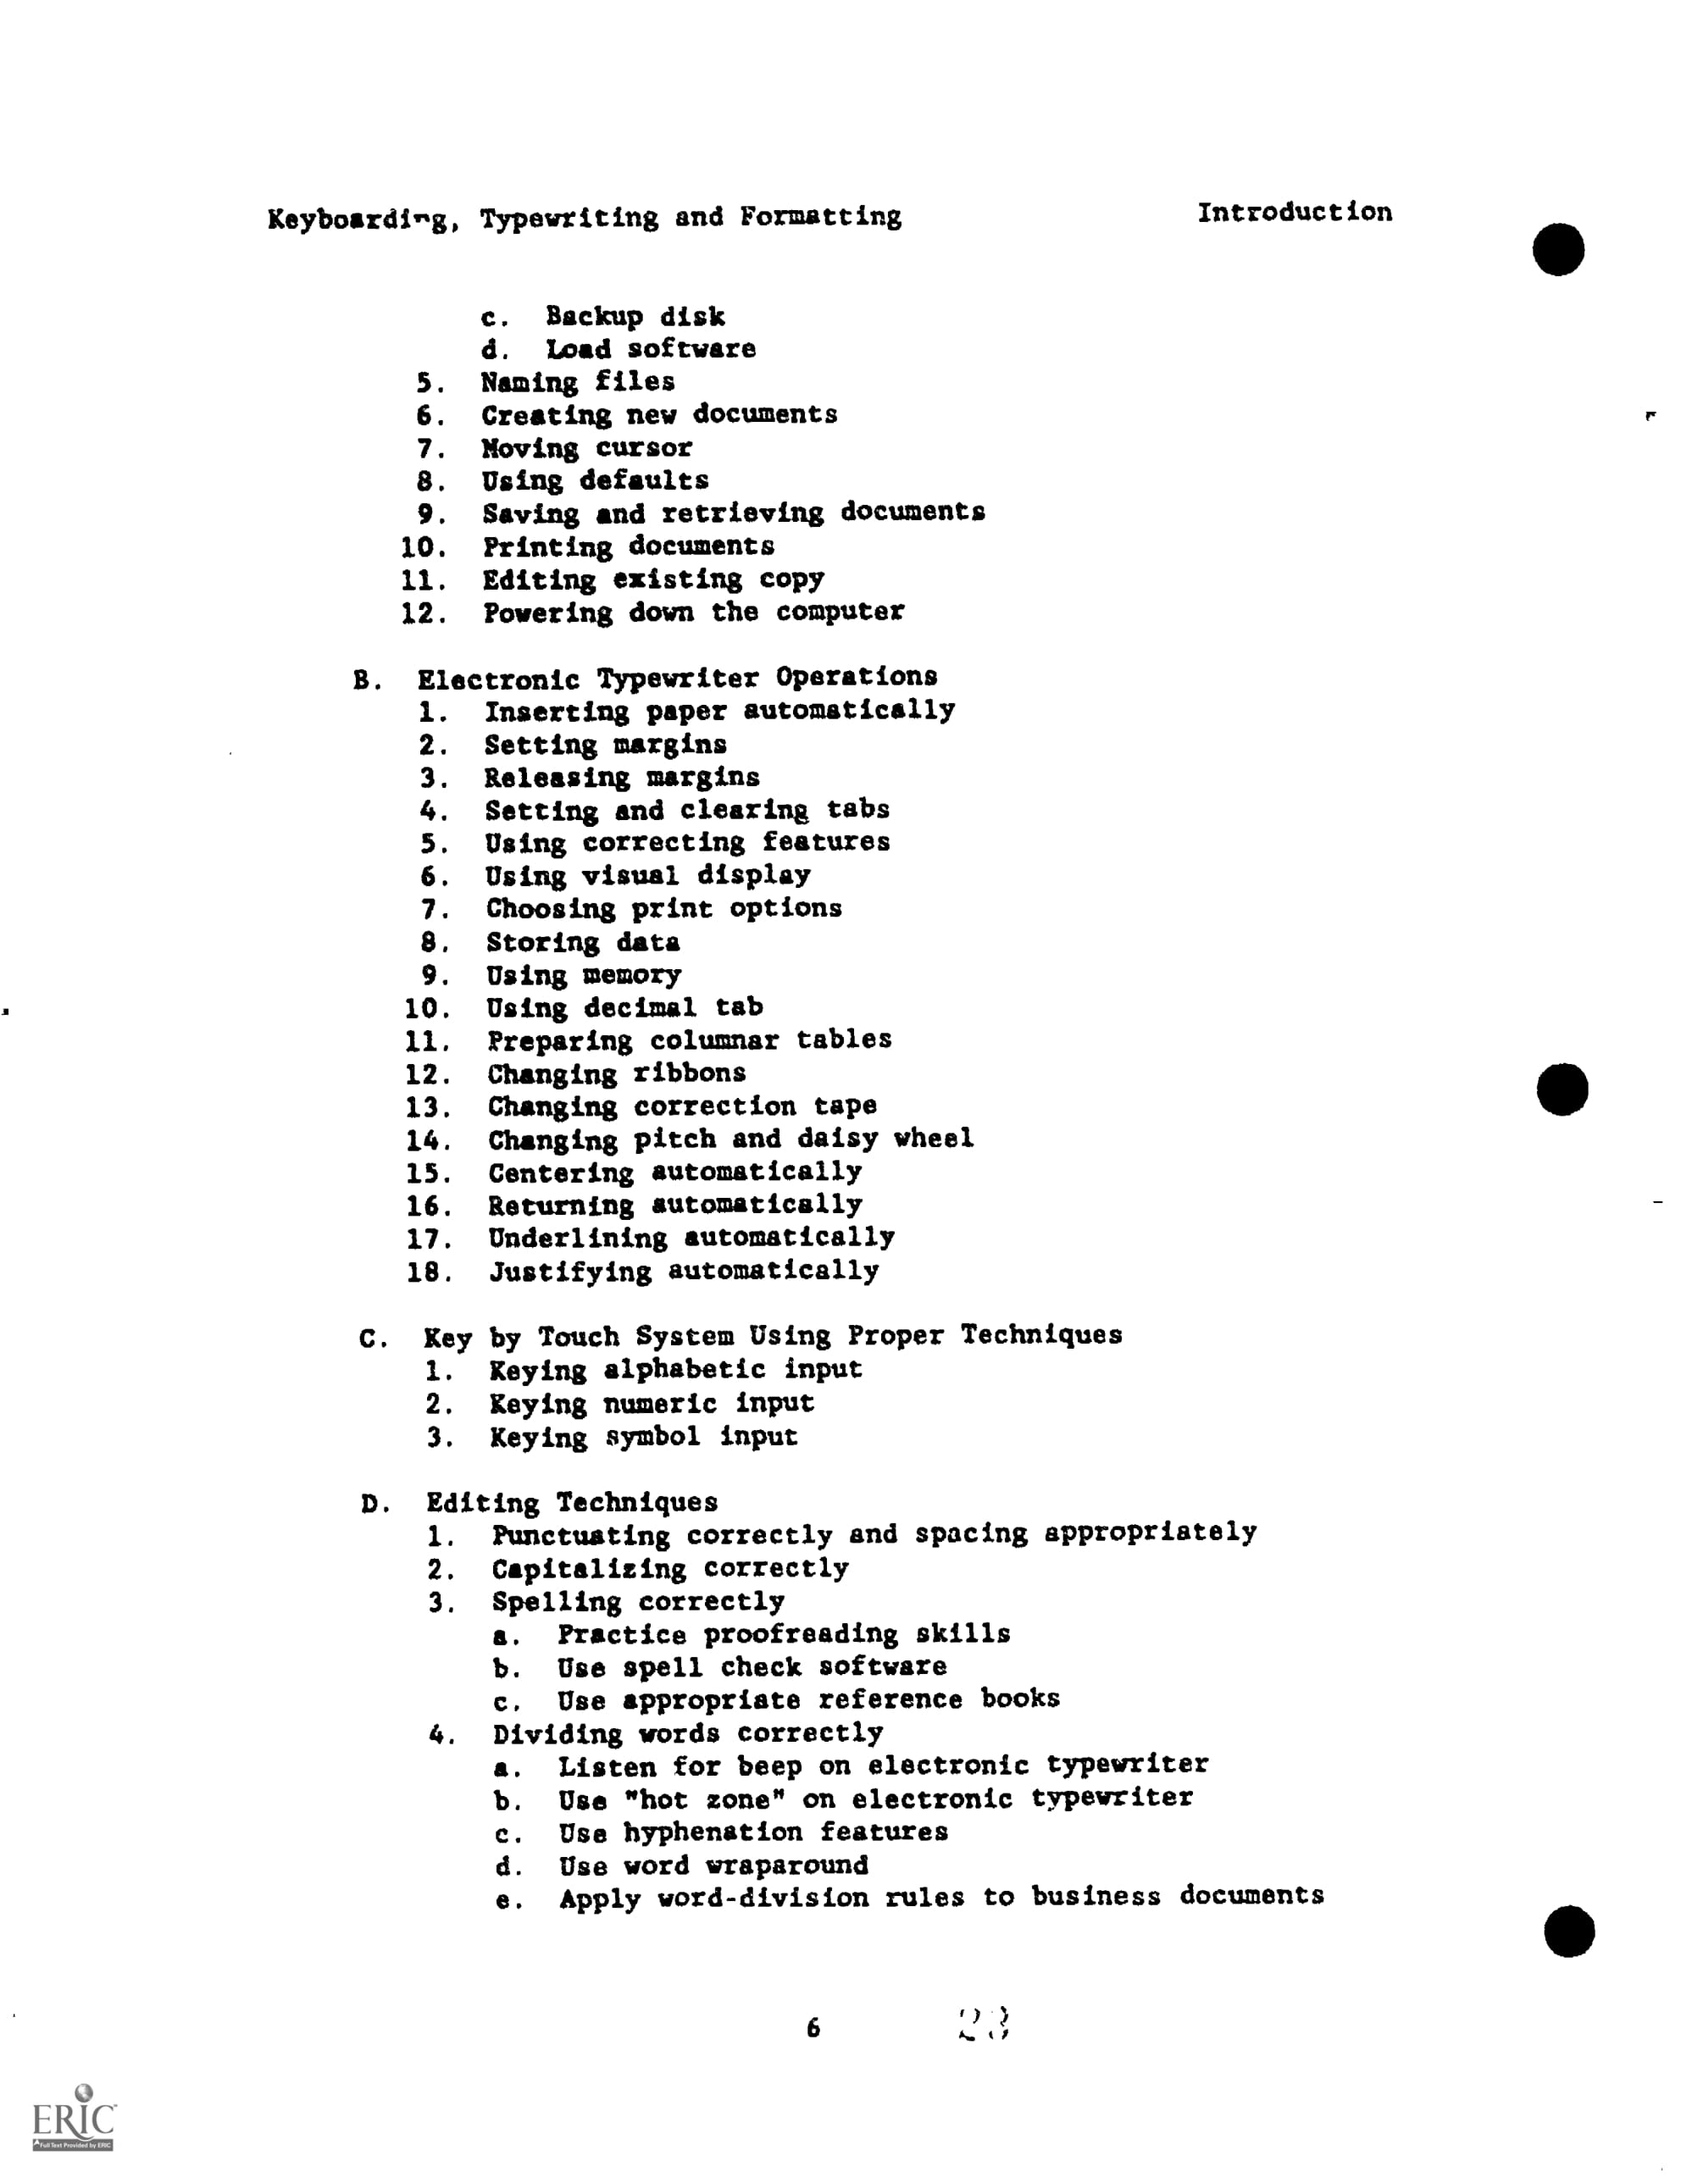 Keyboarding, Typewriting and Formatting Introduction
c. Backup disk
d. Load software
5. Naming files
6. Creating new documents
7. Moving cursor
8. Using defaults
9. Saving and retrieving documents
10. Printing documents
11. Editing existing copy
12. Powering down the computer
B. Electronic Typewriter Operations
1. Inserting paper automatically
2. Setting margins
3. Releasing margins
4. Setting and clearing tabs
5. Using correcting features
6. Using visual display
7. Choosing print options
8. Storing data
9. Using memory
10. Using decimal tab
11. Preparing columnar tables
12. Changing ribbons
13. Changing correction tape
14. Changing pitch and daisy wheel
15. Centering automatically
16. Returning automatically
17. Underlining automatically
18. Justifying automatically
C. Key by Touch System Using Proper Techniques
1. Keying alphabetic input
2. Keying numeric input
3. Keying symbol input
D. Editing Techniques
1. Punctuating correctly and spacing appropriately
2. Capitalizing correctly
3. Spelling correctly
a. Practice proofreading skills
b. Use spell check software
c. Use appropriate reference books
4. Dividing words correctly
a. Listen for beep on electronic typewriter
b. Use "hot zone" on electronic typewriter
c. Use hyphenation features
d. Use word wraparound
e. Apply word-division rules to business documents
6 23
ERIC
Full Text Provided by ERIC